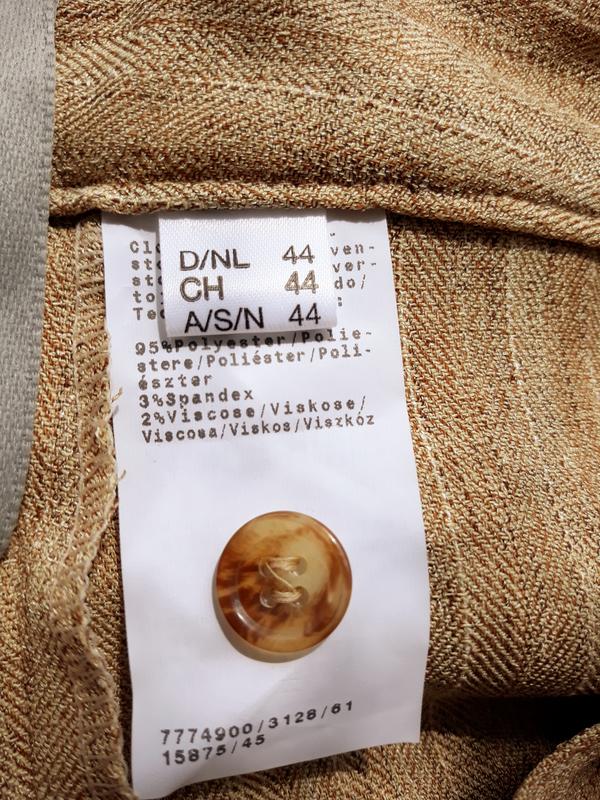 D/NL 44
CH 44
A/S/N 44
95%Polyester/Polie-
stere/Poliéster/Poli-
észter
3%Spandex
2%Viscose/Viskose/
Viscosa/Viskos/Viszkóz
7774900/3128/61
15875/45